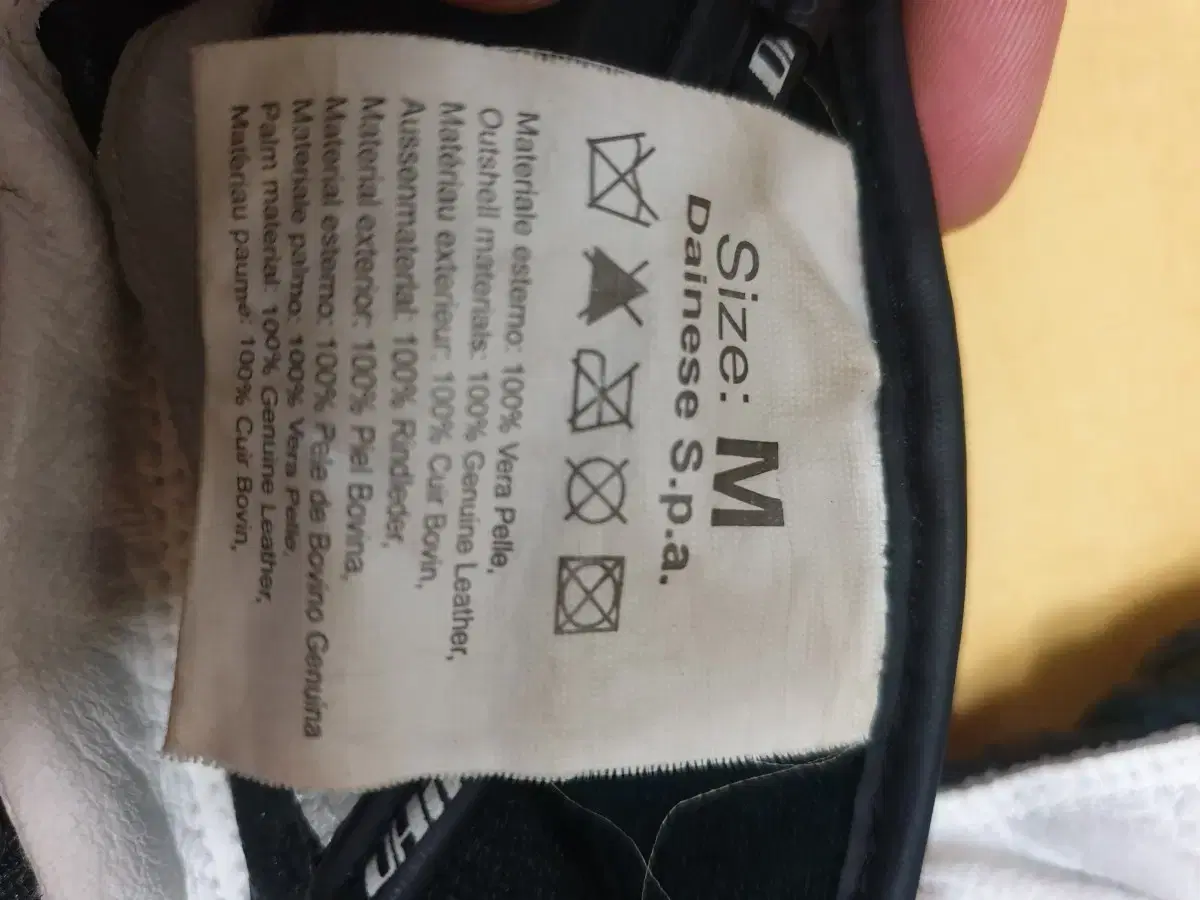 Size: M
Dainese S.p.a.
Materiale esterno: 100% Vera Pelle,
Outshell materials: 100% Genuine Leather,
Matériau exterieur: 100% Cuir Bovin,
Aussenmaterial: 100% Rindleder,
Material exterior: 100% Piel Bovina,
Material esterno: 100% Pele de Bovino Genuina
Materiale palmo: 100% Vera Pelle,
Palm material: 100% Genuine Leather,
Matériau paume: 100% Cuir Bovin,